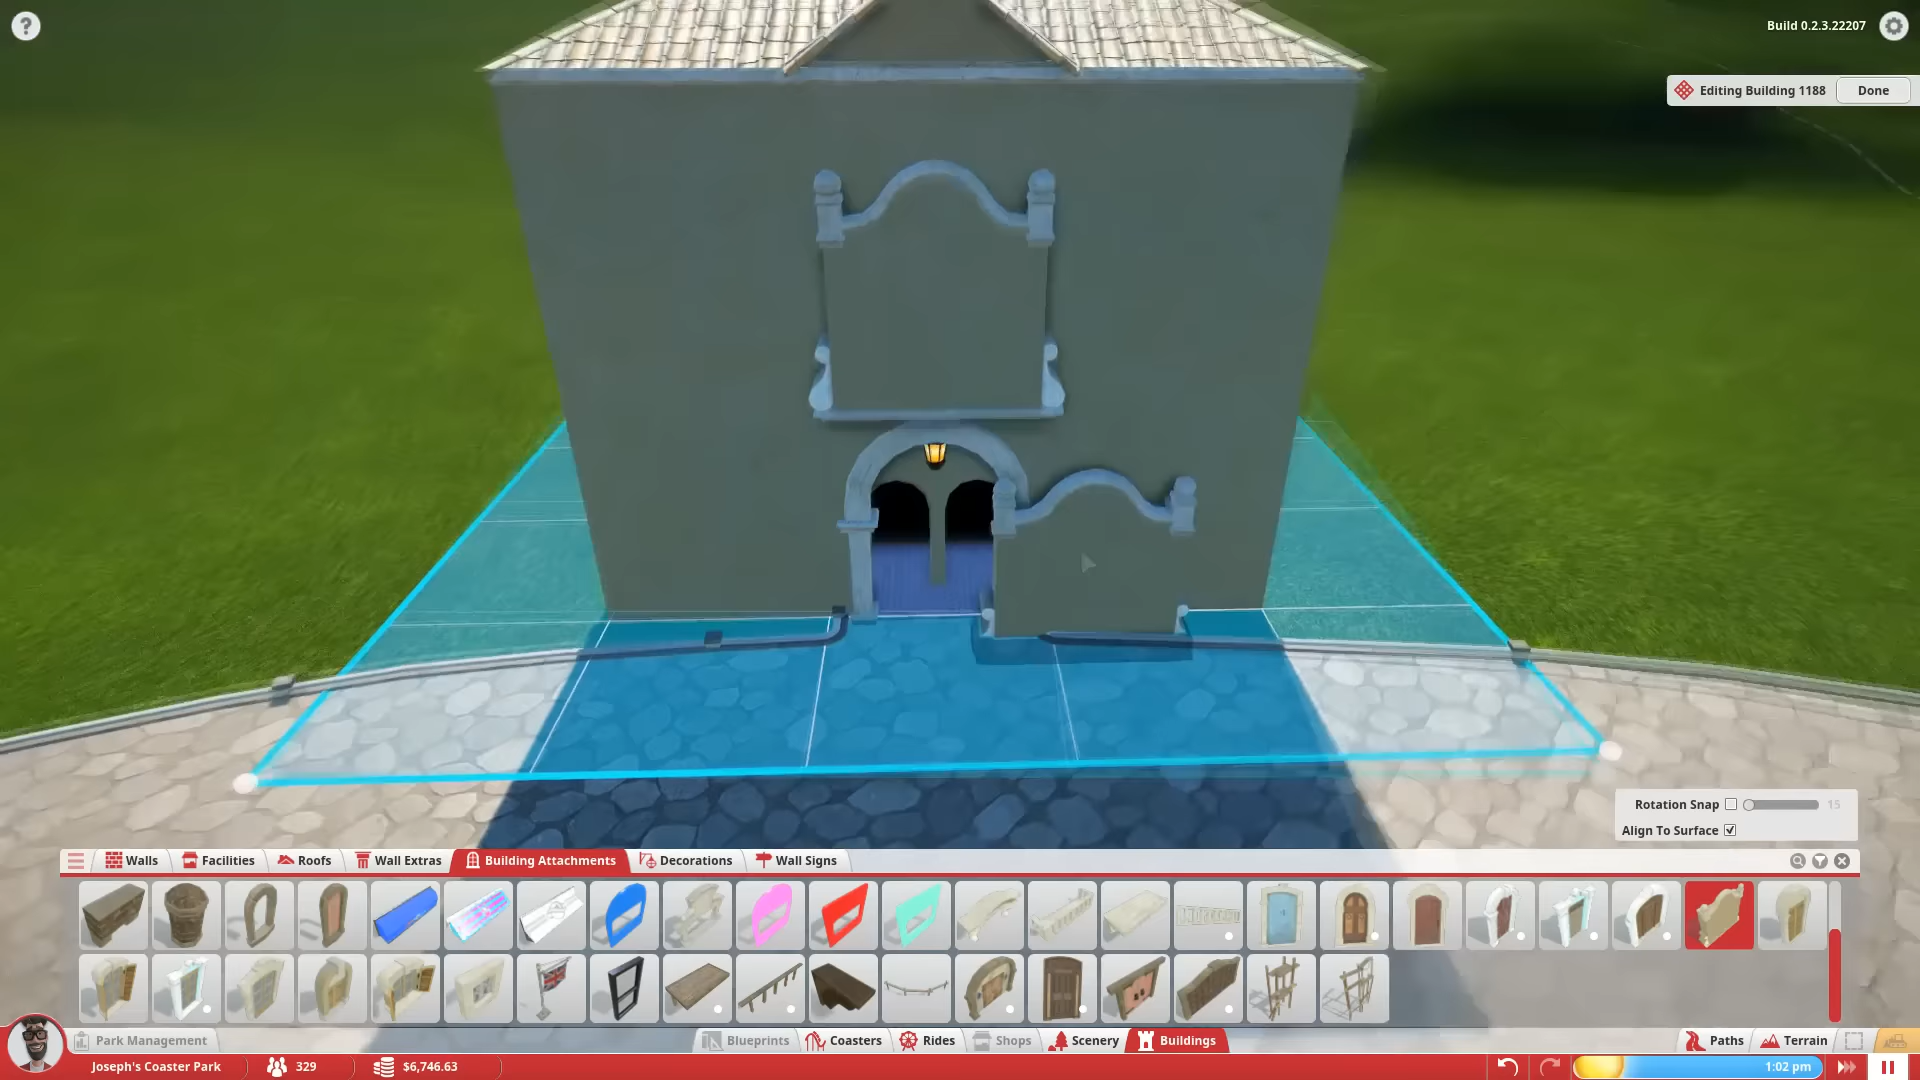 ?
Build 0.2.3.22207
Editing Building 1188 Done
Rotation Snap 15
Align To Surface
Walls Facilities Roofs Wall Extras Building Attachments Decorations Wall Signs
Park Management Blueprints Coasters Rides Shops Scenery Buildings Paths Terrain
Joseph's Coaster Park 329 $6,746.63 1:02 pm